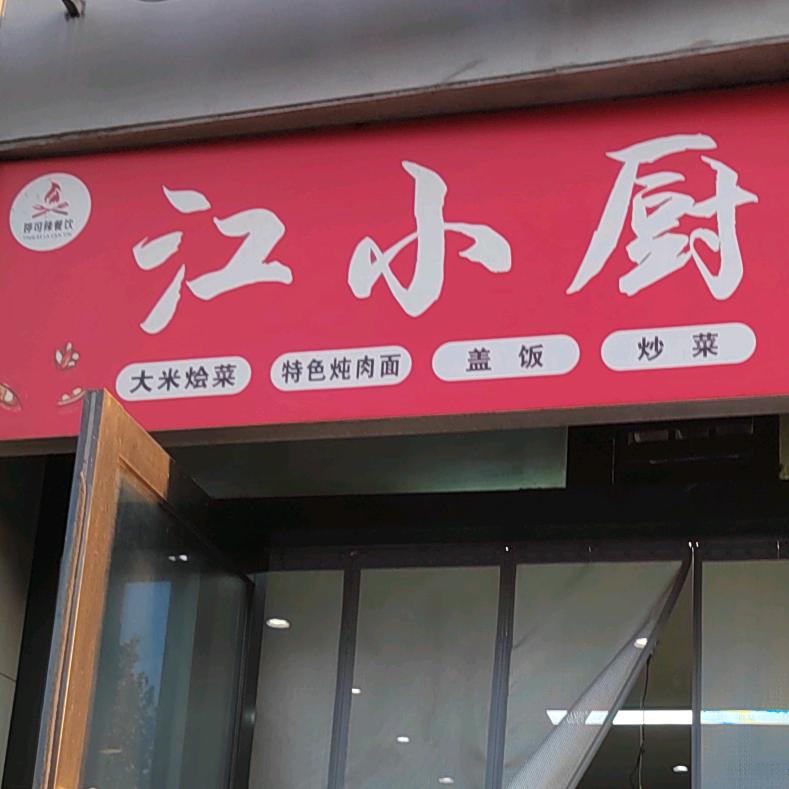 江小厨
大米烩菜
特色炖肉面
盖饭
炒菜